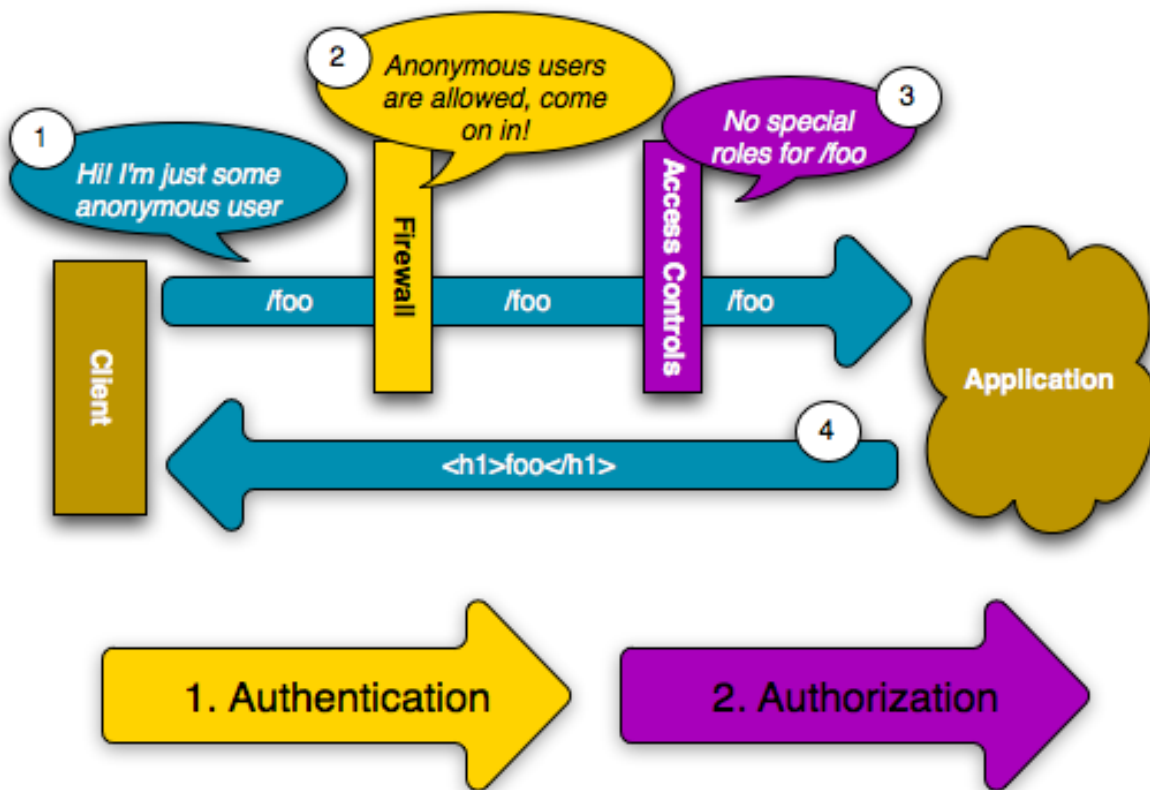 1
Hi! I'm just some
anonymous user
2
Anonymous users
are allowed, come
on in!
3
No special
roles for /foo
Client
Firewall
Access Controls
/foo
/foo
/foo
Application
4
<h1>foo</h1>
1. Authentication
2. Authorization